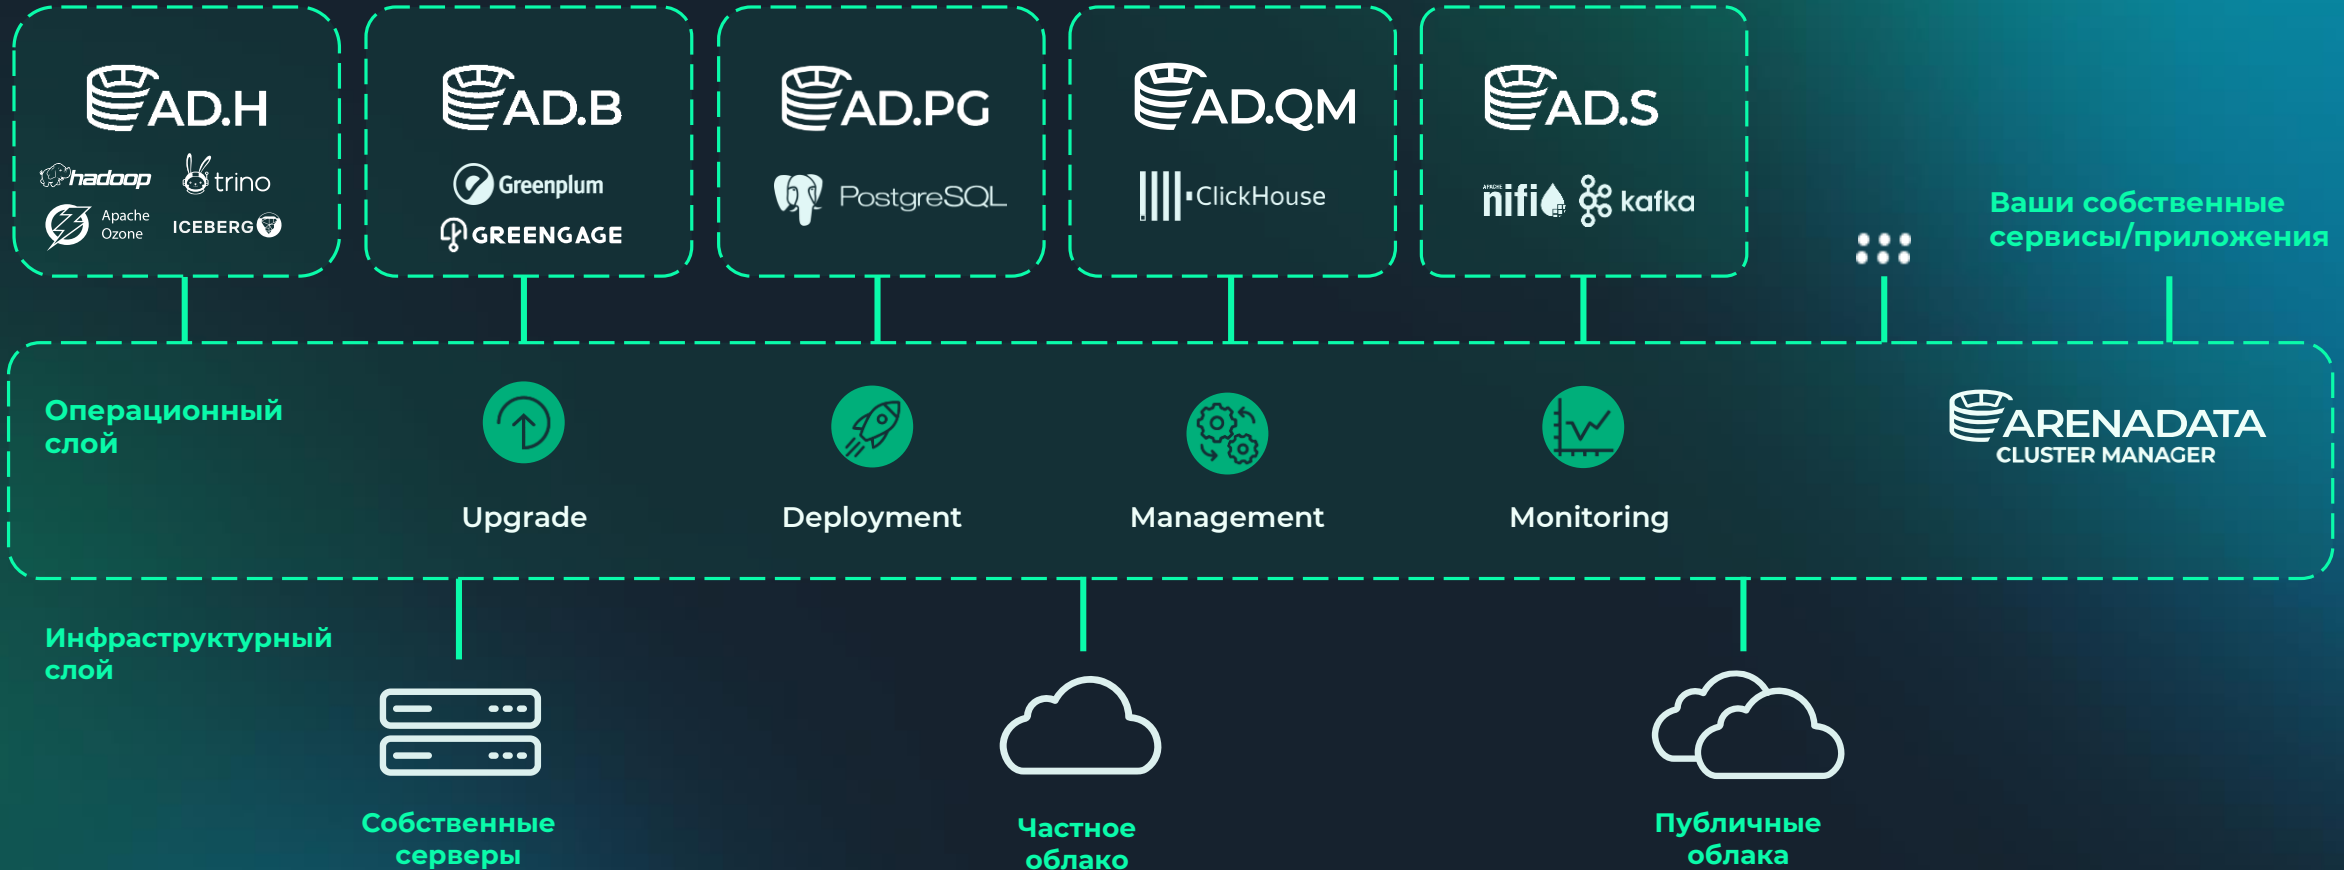 AD.H
hadoop
trino
Apache
Ozone
ICEBERG
AD.B
Greenplum
GREENGAGE
AD.PG
PostgreSQL
AD.QM
ClickHouse
AD.S
APACHE
nifi
kafka
Ваши собственные
сервисы/приложения
Операционный
слой
Upgrade
Deployment
Management
Monitoring
ARENADATA
CLUSTER MANAGER
Инфраструктурный
слой
Собственные
серверы
Частное
облако
Публичные
облака